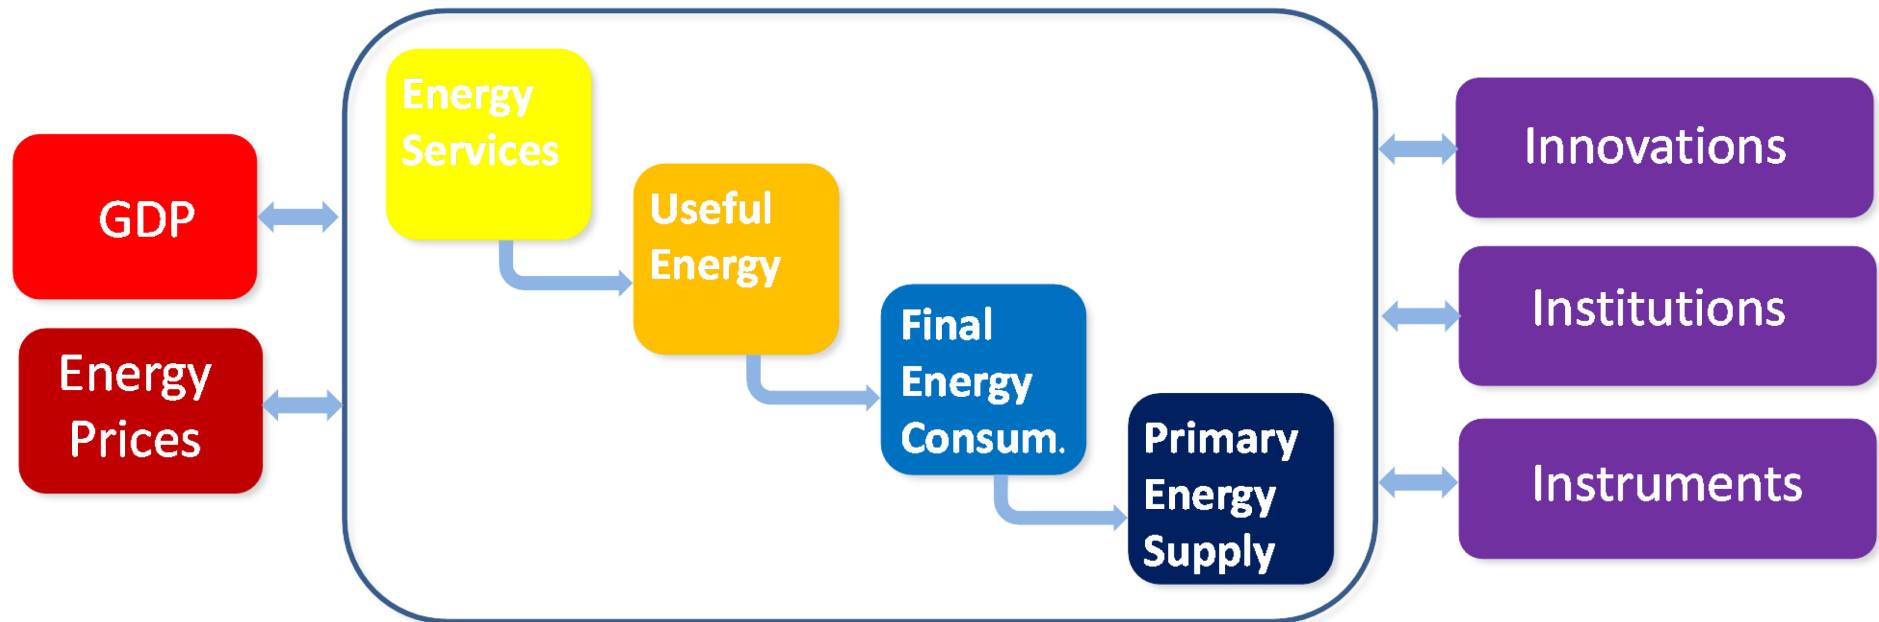 GDP
Energy
Prices
Energy
Services
Useful
Energy
Final
Energy
Consum.
Primary
Energy
Supply
Innovations
Institutions
Instruments